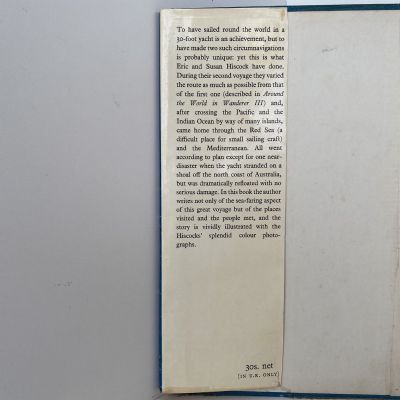 To have sailed round the world in a
30-foot yacht is an achievement, but to
have made two such circumnavigations
is probably unique: yet this is what
Eric and Susan Hiscock have done.
During their second voyage they varied
the route as much as possible from that
of the first one (described in Around
the World in Wanderer III) and,
after crossing the Pacific and the
Indian Ocean by way of many islands,
came home through the Red Sea (a
difficult place for small sailing craft)
and the Mediterranean. All went
according to plan except for one near-
disaster when the yacht stranded on a
shoal off the north coast of Australia,
but was dramatically refloated with no
serious damage. In this book the author
writes not only of the sea-faring aspect
of this great voyage but of the places
visited and the people met, and the
story is vividly illustrated with the
Hiscocks' splendid colour photo-
graphs.
30s. net
[IN U.K. ONLY]